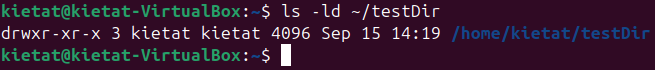 kietat@kietat-VirtualBox:~$ ls -ld ~/testDir
drwxr-xr-x 3 kietat kietat 4096 Sep 15 14:19 /home/kietat/testDir
kietat@kietat-VirtualBox:~$